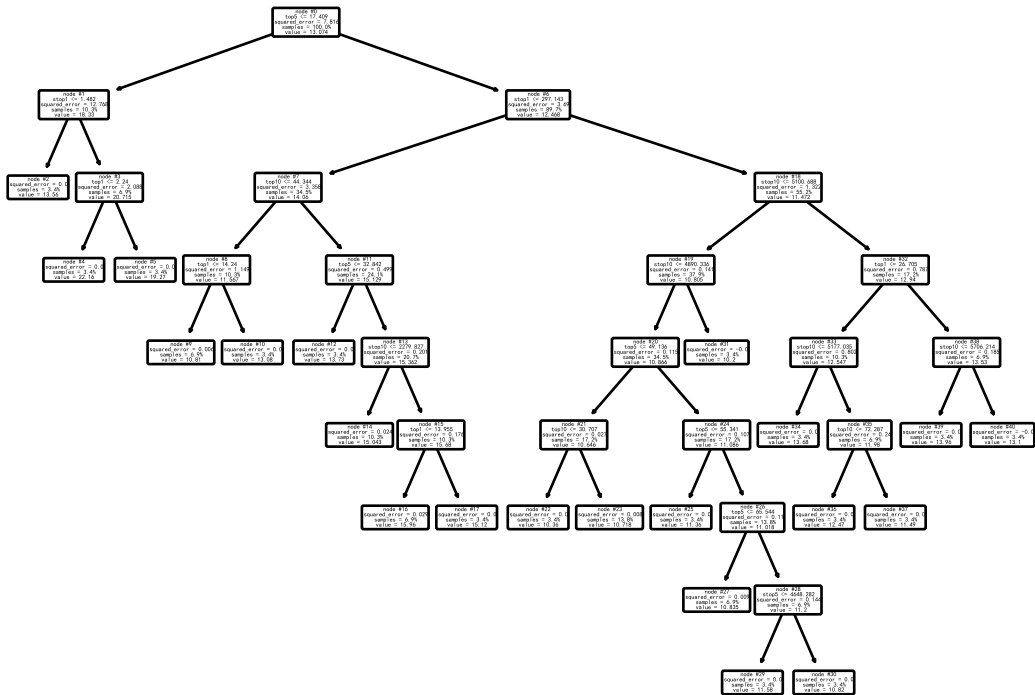 node #0
top5 <= 17.409
squared_error = 7.816
samples = 100.0%
value = 13.074
node #1
stop1 <= 1.482
squared_error = 12.768
samples = 10.3%
value = 18.33
node #6
stop1 <= 297.143
squared_error = 3.69
samples = 89.7%
value = 12.468
node #2
squared_error = 0.0
samples = 3.4%
value = 13.56
node #3
top1 <= 2.24
squared_error = 2.088
samples = 6.9%
value = 20.715
node #7
top10 <= 44.344
squared_error = 3.358
samples = 34.5%
value = 14.06
node #18
stop10 <= 5100.688
squared_error = 1.322
samples = 55.2%
value = 11.472
node #4
squared_error = 0.0
samples = 3.4%
value = 22.16
node #5
squared_error = 0.0
samples = 3.4%
value = 19.27
node #8
top1 <= 14.24
squared_error = 1.149
samples = 10.3%
value = 11.567
node #11
top5 <= 32.842
squared_error = 0.499
samples = 24.1%
value = 15.129
node #19
stop10 <= 4890.336
squared_error = 0.141
samples = 37.9%
value = 10.805
node #32
top1 <= 26.705
squared_error = 0.787
samples = 17.2%
value = 12.94
node #9
squared_error = 0.006
samples = 6.9%
value = 10.81
node #10
squared_error = 0.0
samples = 3.4%
value = 13.08
node #12
squared_error = 0.0
samples = 3.4%
value = 13.73
node #13
stop10 <= 2279.827
squared_error = 0.201
samples = 20.7%
value = 15.362
node #20
top5 <= 49.136
squared_error = 0.115
samples = 34.5%
value = 10.866
node #31
squared_error = -0.0
samples = 3.4%
value = 10.2
node #33
stop10 <= 5177.035
squared_error = 0.802
samples = 10.3%
value = 12.547
node #38
stop10 <= 5706.214
squared_error = 0.185
samples = 6.9%
value = 13.53
node #14
squared_error = 0.024
samples = 10.3%
value = 15.043
node #15
top1 <= 13.955
squared_error = 0.176
samples = 10.3%
value = 15.68
node #21
top10 <= 30.707
squared_error = 0.027
samples = 17.2%
value = 10.646
node #24
top5 <= 55.341
squared_error = 0.107
samples = 17.2%
value = 11.086
node #34
squared_error = 0.0
samples = 3.4%
value = 13.68
node #35
top10 <= 72.287
squared_error = 0.24
samples = 6.9%
value = 11.98
node #39
squared_error = 0.0
samples = 3.4%
value = 13.96
node #40
squared_error = -0.0
samples = 3.4%
value = 13.1
node #16
squared_error = 0.029
samples = 6.9%
value = 15.96
node #17
squared_error = 0.0
samples = 3.4%
value = 15.12
node #22
squared_error = 0.0
samples = 3.4%
value = 10.36
node #23
squared_error = 0.008
samples = 13.8%
value = 10.718
node #25
squared_error = 0.0
samples = 3.4%
value = 11.36
node #26
top5 <= 65.544
squared_error = 0.11
samples = 13.8%
value = 11.018
node #36
squared_error = 0.0
samples = 3.4%
value = 12.47
node #37
squared_error = 0.0
samples = 3.4%
value = 11.49
node #27
squared_error = 0.009
samples = 6.9%
value = 10.835
node #28
stop5 <= 4648.282
squared_error = 0.144
samples = 6.9%
value = 11.2
node #29
squared_error = 0.0
samples = 3.4%
value = 11.58
node #30
squared_error = 0.0
samples = 3.4%
value = 10.82